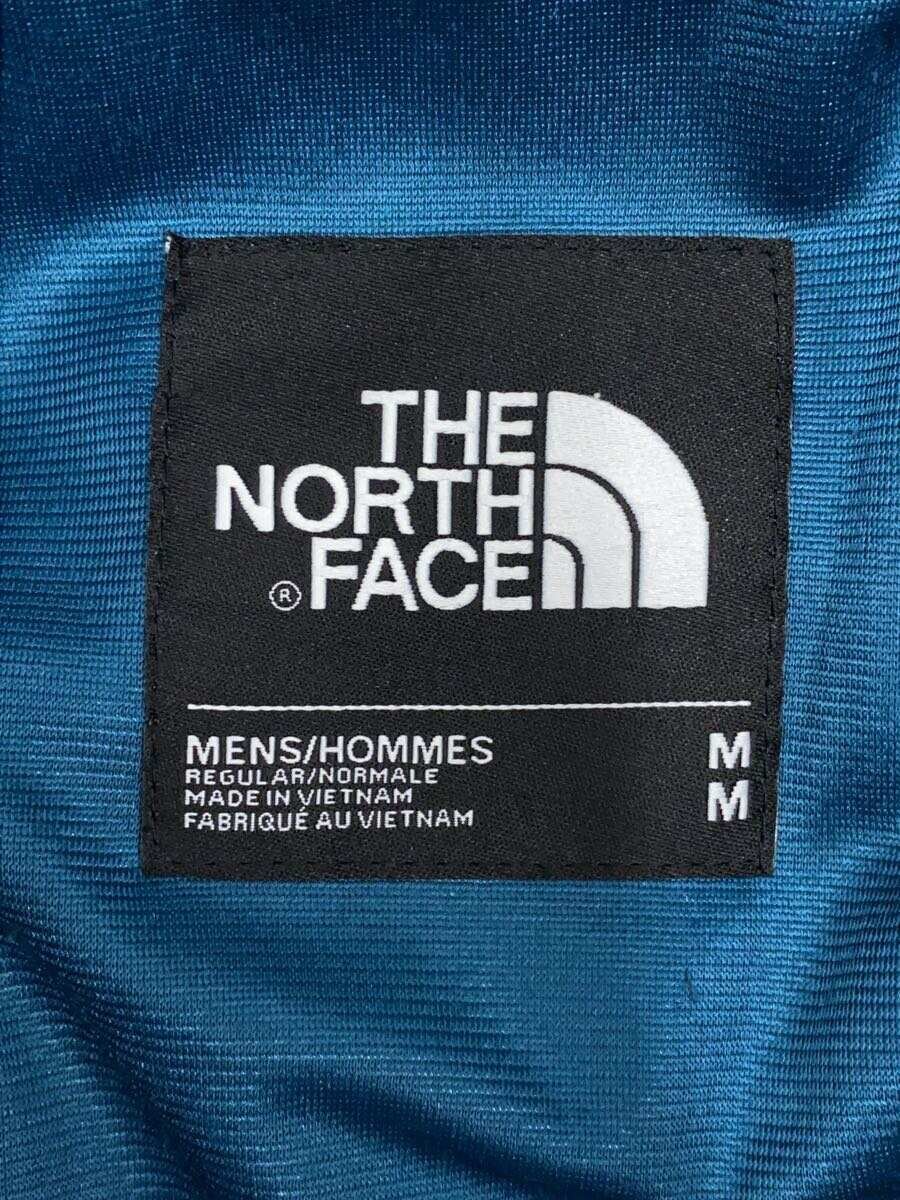 THE
NORTH
® FACE
MENS/HOMMES M
REGULAR/NORMALE
MADE IN VIETNAM M
FABRIQUÉ AU VIETNAM